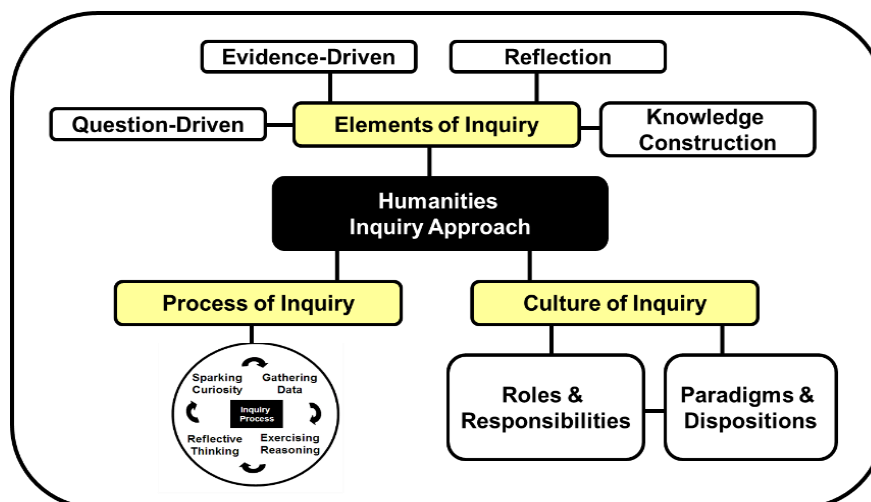 Evidence-Driven
Reflection
Question-Driven
Elements of Inquiry
Knowledge
Construction
Humanities
Inquiry Approach
Process of Inquiry
Culture of Inquiry
Sparking
Curiosity
Gathering
Data
Inquiry
Process
Reflective
Thinking
Exercising
Reasoning
Roles &
Responsibilities
Paradigms &
Dispositions